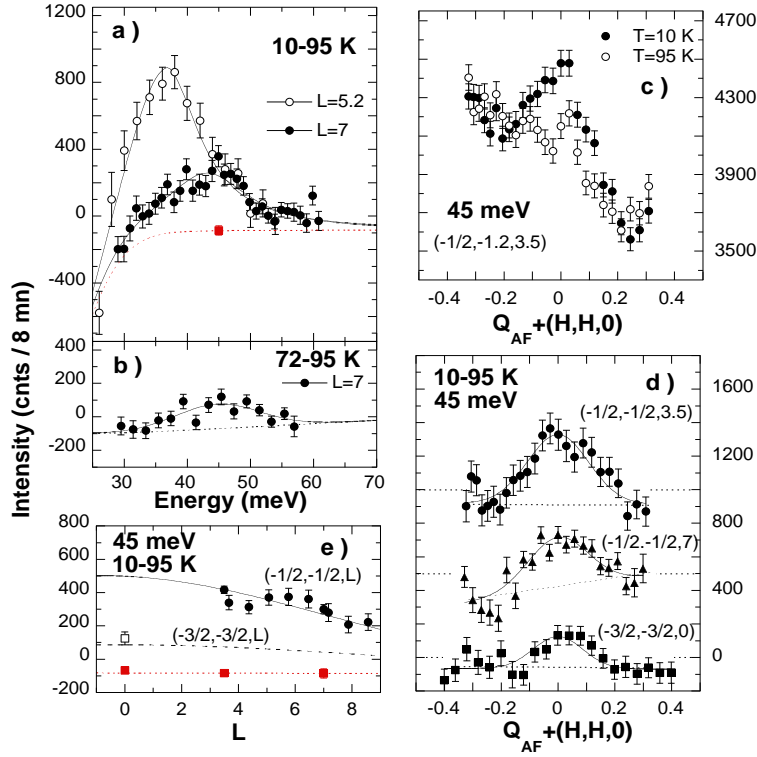 a )
10-95 K
L=5.2
L=7
1200
800
400
0
-400
-800
b )
72-95 K
L=7
400
200
0
-200
30
40
50
60
70
Energy (meV)
Intensity (cnts / 8 mn)
c )
T=10 K
T=95 K
4700
4300
3900
3500
45 meV
(-1/2,-1.2,3.5)
-0.4
-0.2
0
0.2
0.4
Q_AF+(H,H,0)
d )
10-95 K
45 meV
(-1/2,-1/2,3.5)
(-1/2.-1/2,7)
(-3/2,-3/2,0)
1600
1200
800
400
0
-0.4
-0.2
0
0.2
0.4
Q_AF+(H,H,0)
e )
45 meV
10-95 K
(-1/2,-1/2,L)
(-3/2,-3/2,L)
800
600
400
200
0
-200
0
2
4
6
8
L